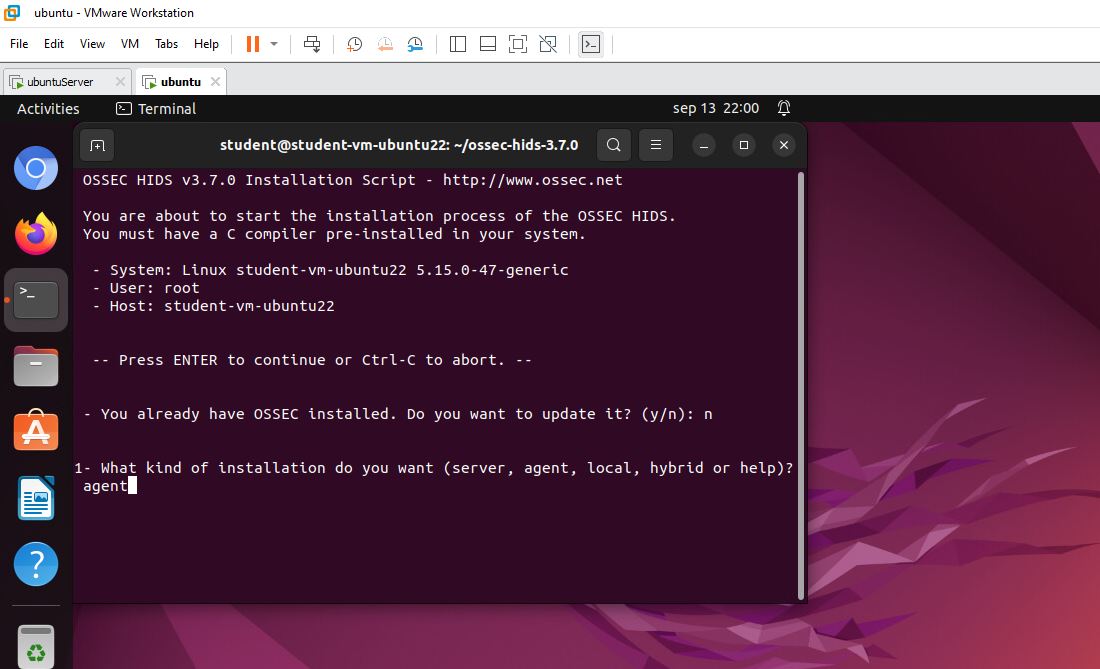 ubuntu - VMware Workstation
File Edit View VM Tabs Help
ubuntuServer ubuntu
Activities Terminal sep 13 22:00
student@student-vm-ubuntu22: ~/ossec-hids-3.7.0
OSSEC HIDS v3.7.0 Installation Script - http://www.ossec.net
You are about to start the installation process of the OSSEC HIDS.
You must have a C compiler pre-installed in your system.
- System: Linux student-vm-ubuntu22 5.15.0-47-generic
- User: root
- Host: student-vm-ubuntu22
-- Press ENTER to continue or Ctrl-C to abort. --
- You already have OSSEC installed. Do you want to update it? (y/n): n
1- What kind of installation do you want (server, agent, local, hybrid or help)?
agent